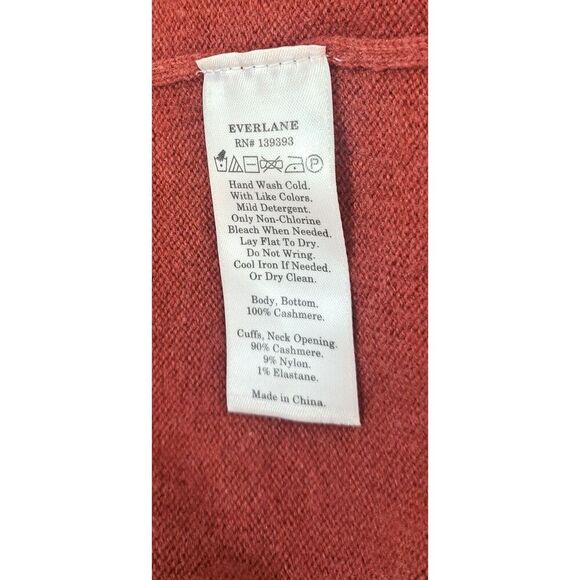 EVERLANE
RN# 139393
P
Hand Wash Cold.
With Like Colors.
Mild Detergent.
Only Non-Chlorine
Bleach When Needed.
Lay Flat To Dry.
Do Not Wring.
Cool Iron If Needed.
Or Dry Clean.
Body, Bottom.
100% Cashmere.
Cuffs, Neck Opening.
90% Cashmere.
9% Nylon.
1% Elastane.
Made in China.